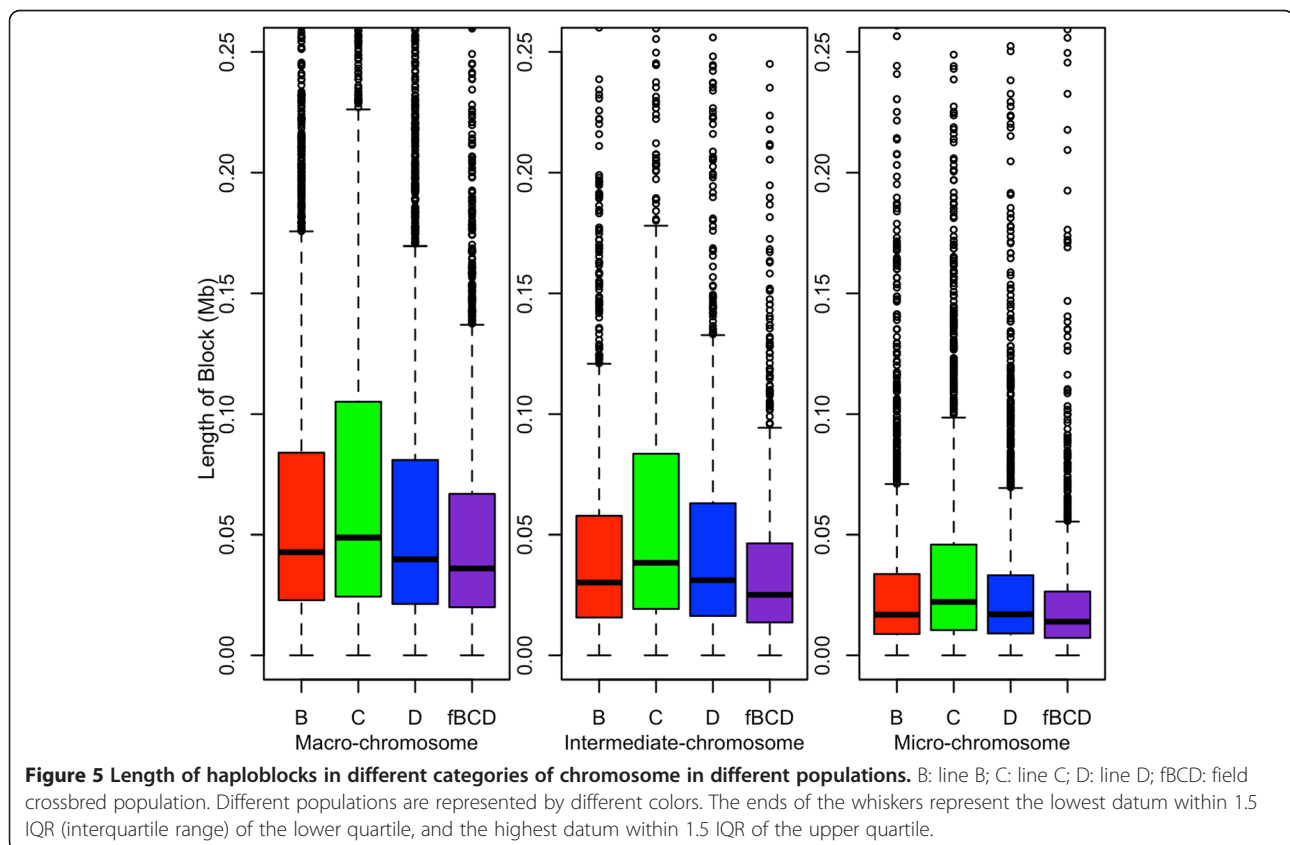 Length of Block (Mb)
0.00 0.05 0.10 0.15 0.20 0.25
B C D fBCD
Macro-chromosome
0.00 0.05 0.10 0.15 0.20 0.25
B C D fBCD
Intermediate-chromosome
0.00 0.05 0.10 0.15 0.20 0.25
B C D fBCD
Micro-chromosome
Figure 5 Length of haploblocks in different categories of chromosome in different populations. B: line B; C: line C; D: line D; fBCD: field
crossbred population. Different populations are represented by different colors. The ends of the whiskers represent the lowest datum within 1.5
IQR (interquartile range) of the lower quartile, and the highest datum within 1.5 IQR of the upper quartile.